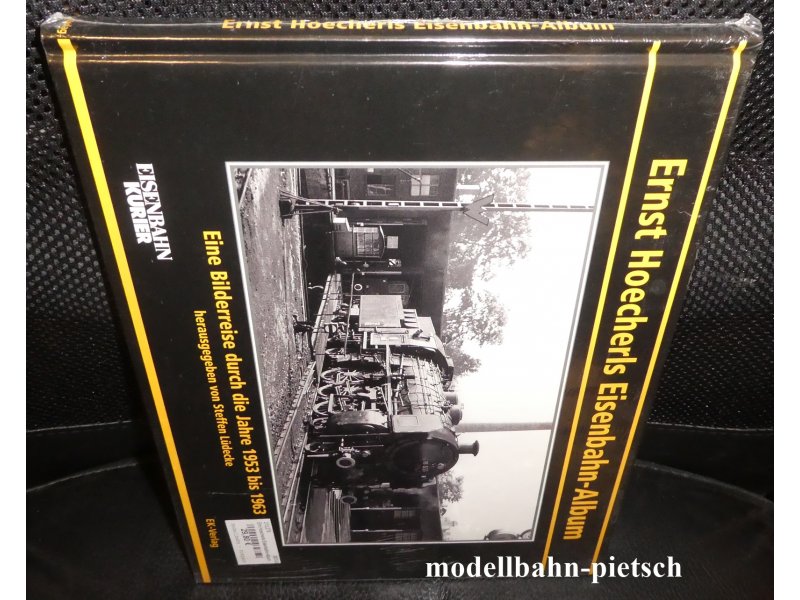 Ernst Hoecherls Eisenbahn-Album
Ernst Hoecherls Eisenbahn-Album
Eine Bilderreise durch die Jahre 1953 bis 1963
herausgegeben von Steffen Lüdecke
EISENBAHN
KURIER
EK-Verlag
modellbahn-pietsch